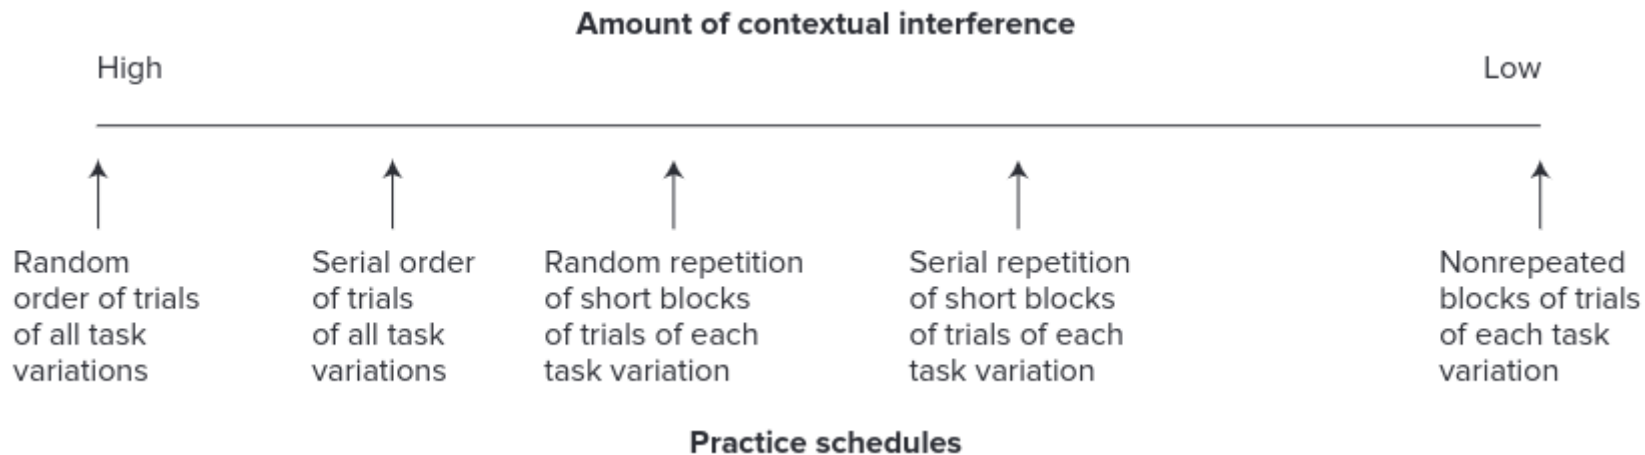 Amount of contextual interference
High
Low
Random
order of trials
of all task
variations
Serial order
of trials
of all task
variations
Random repetition
of short blocks
of trials of each
task variation
Serial repetition
of short blocks
of trials of each
task variation
Nonrepeated
blocks of trials
of each task
variation
Practice schedules